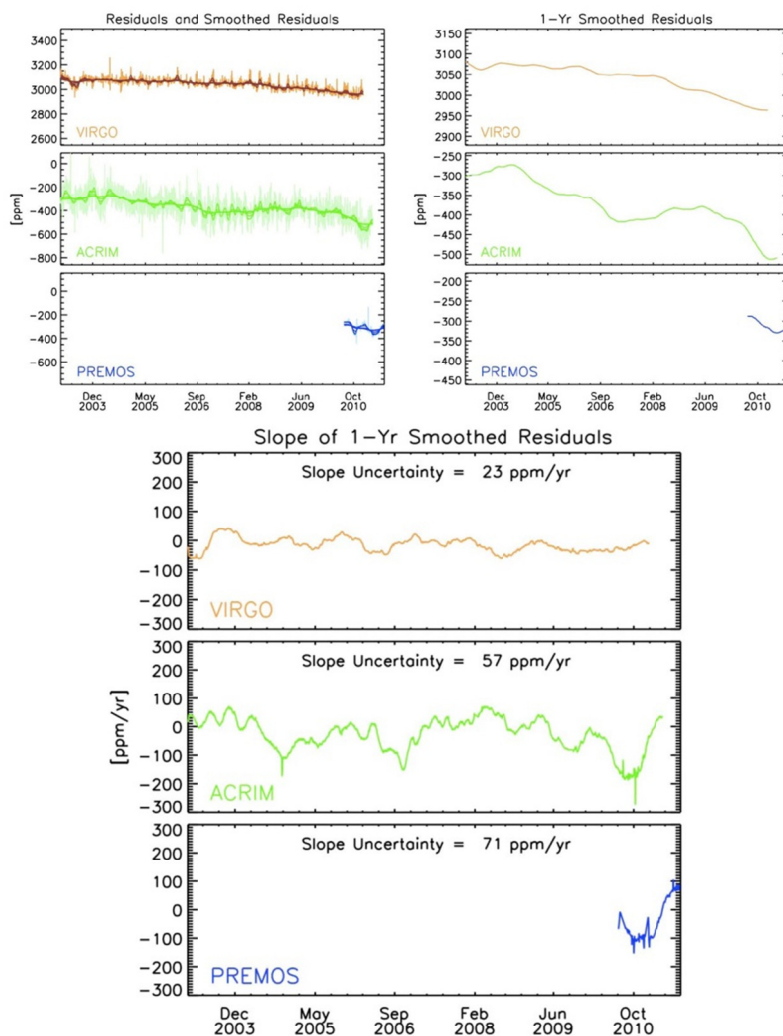 Residuals and Smoothed Residuals
3400
3200
3000
2800
2600
VIRGO
0
−200
−400
−600
−800
[ppm]
ACRIM
0
−200
−400
−600
PREMOS
Dec May Sep Feb Jun Oct
2003 2005 2006 2008 2009 2010
1−Yr Smoothed Residuals
3150
3100
3050
3000
2950
2900
VIRGO
−250
−300
−350
−400
−450
−500
[ppm]
ACRIM
−200
−250
−300
−350
−400
−450
PREMOS
Dec May Sep Feb Jun Oct
2003 2005 2006 2008 2009 2010
Slope of 1−Yr Smoothed Residuals
300
200
100
0
−100
−200
−300
Slope Uncertainty = 23 ppm/yr
VIRGO
300
200
100
0
−100
−200
−300
[ppm/yr]
Slope Uncertainty = 57 ppm/yr
ACRIM
300
200
100
0
−100
−200
−300
Slope Uncertainty = 71 ppm/yr
PREMOS
Dec May Sep Feb Jun Oct
2003 2005 2006 2008 2009 2010